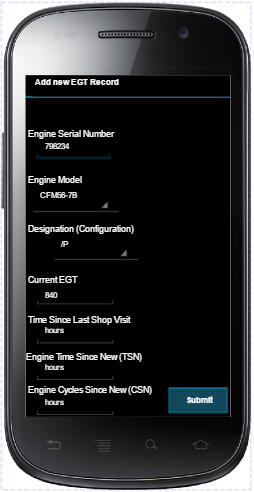 Add new EGT Record
Engine Serial Number
798234
Engine Model
CFM56-7B
Designation (Configuration)
/P
Current EGT
840
Time Since Last Shop Visit
hours
Engine Time Since New (TSN)
hours
Engine Cycles Since New (CSN)
hours
Submit